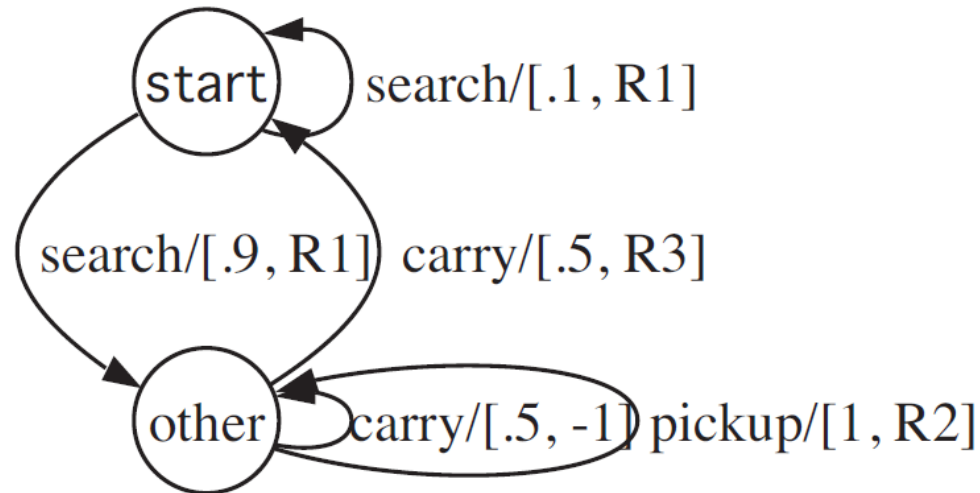 start
search/[.1, R1]
search/[.9, R1] carry/[.5, R3]
other carry/[.5, -1] pickup/[1, R2]